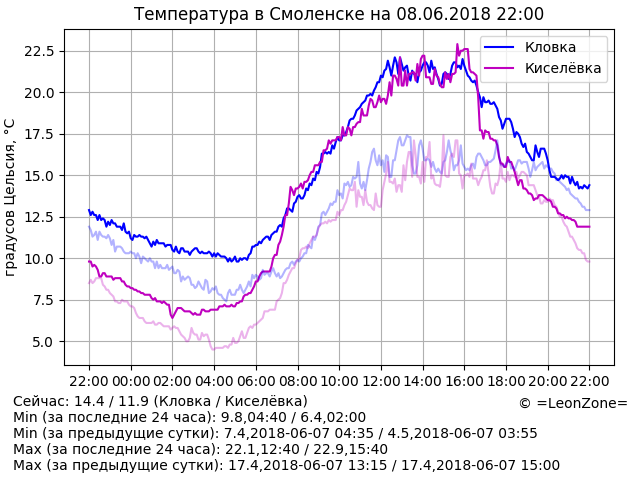 Температура в Смоленске на 08.06.2018 22:00
градусов Цельсия, °C
22.5
20.0
17.5
15.0
12.5
10.0
7.5
5.0
Кловка
Киселёвка
22:00 00:00 02:00 04:00 06:00 08:00 10:00 12:00 14:00 16:00 18:00 20:00 22:00
Сейчас: 14.4 / 11.9 (Кловка / Киселёвка)
© =LeonZone=
Min (за последние 24 часа): 9.8,04:40 / 6.4,02:00
Min (за предыдущие сутки): 7.4,2018-06-07 04:35 / 4.5,2018-06-07 03:55
Max (за последние 24 часа): 22.1,12:40 / 22.9,15:40
Max (за предыдущие сутки): 17.4,2018-06-07 13:15 / 17.4,2018-06-07 15:00